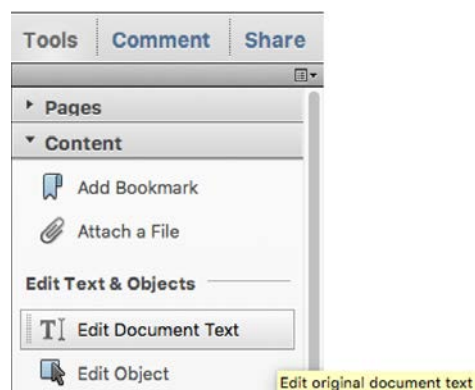 Tools Comment Share
Pages
Content
Add Bookmark
Attach a File
Edit Text & Objects
Edit Document Text
Edit Object
Edit original document text